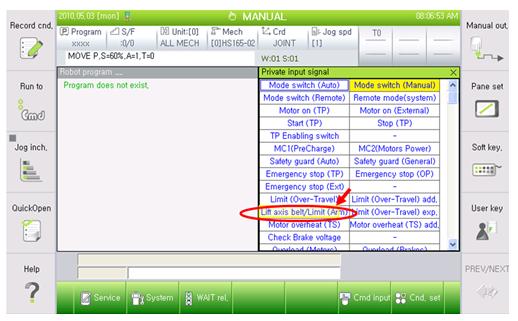 2010,05,03 [mon]
MANUAL
08:06:53 AM
Record cnd,
Manual out,
Program
S/F
Unit:[0]
Mech
Crd
Jog spd
T0
xxxx
:0/0
ALL MECH
[0]HS165-02
JOINT
[1]
MOVE P,S=60%,A=1,T=0
W:01 S:01
Robot program ....
Private input signal
Program does not exist,
Mode switch (Auto)
Mode switch (Manual)
Mode switch (Remote)
Remote mode(system)
Run to
Pane set
Motor on (TP)
Motor on (External)
Cmd
Start (TP)
Stop (TP)
TP Enabling switch
-
MC1(PreCharge)
MC2(Motors Power)
Jog inch,
Soft key,
Safety guard (Auto)
Safety guard (General)
Emergency stop (TP)
Emergency stop (OP)
Emergency stop (Ext)
-
Limit (Over-Travel)
Limit (Over-Travel) add,
QuickOpen
User key
Lift axis belt/Limit (Arm)
Limit (Over-Travel) exp,
Motor overheat (TS)
Motor overheat (TS) add,
Check Brake voltage
-
Overload (Motors)
Overload (Brakes)
Help
PREV/NEXT
Service
System
WAIT rel,
Cmd input
Cnd, set